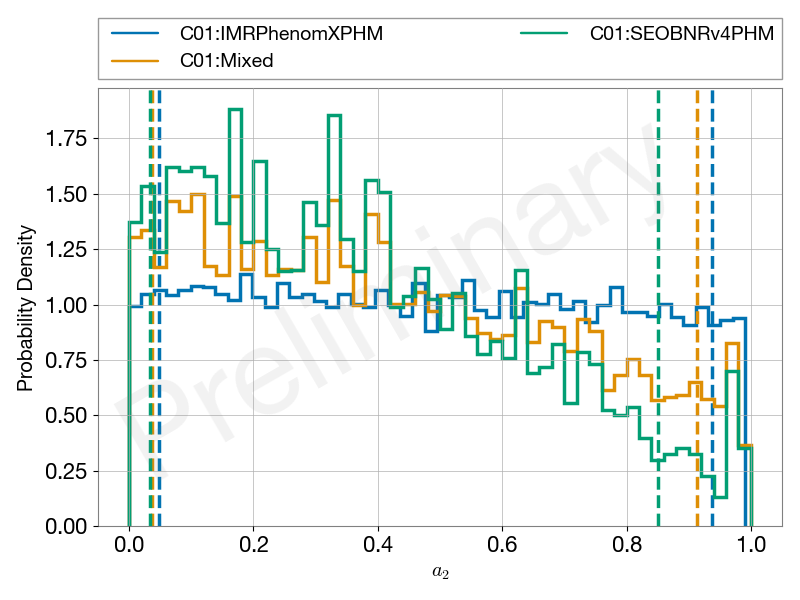 C01:IMRPhenomXPHM
C01:Mixed
C01:SEOBNRv4PHM
Preliminary
Probability Density
1.75
1.50
1.25
1.00
0.75
0.50
0.25
0.00
0.0 0.2 0.4 0.6 0.8 1.0
a₂